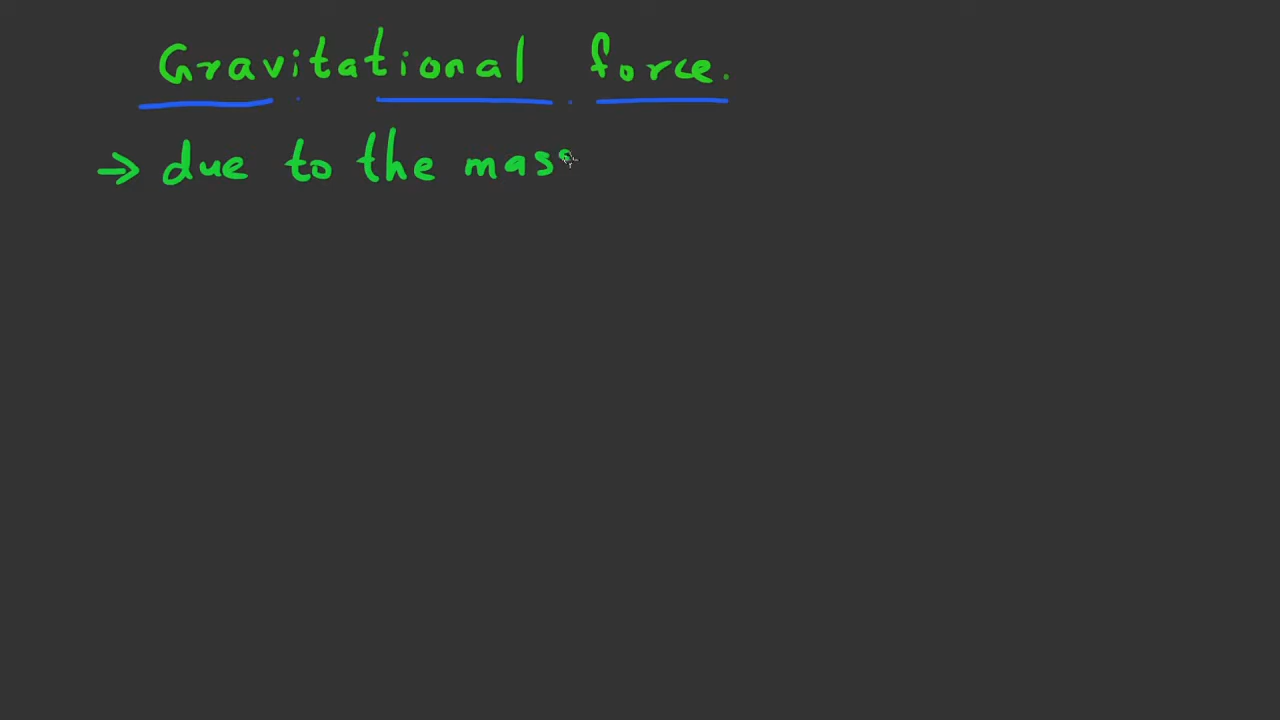 Gravitational force.
→ due to the mass